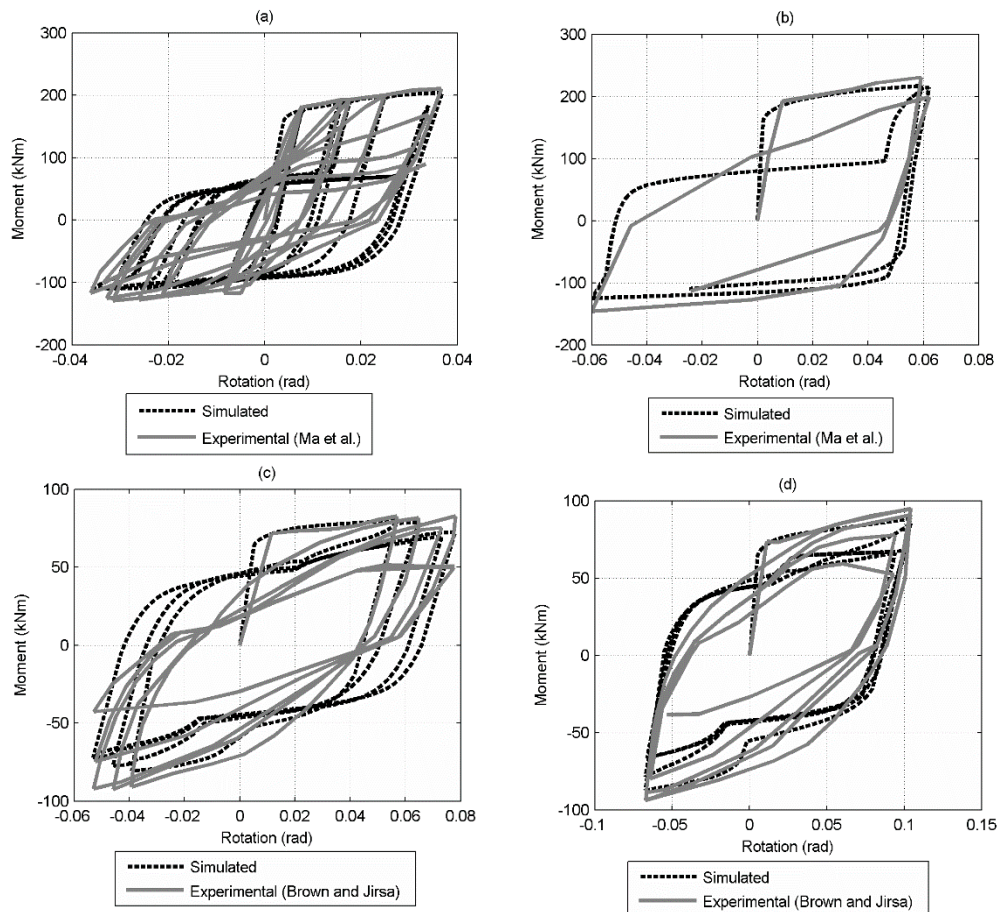 (a)
300
200
100
0
-100
-200
Moment (kNm)
-0.04
-0.02
0
0.02
0.04
Rotation (rad)
Simulated
Experimental (Ma et al.)
(b)
300
200
100
0
-100
-200
Moment (kNm)
-0.06
-0.04
-0.02
0
0.02
0.04
0.06
0.08
Rotation (rad)
Simulated
Experimental (Ma et al.)
(c)
100
50
0
-50
-100
Moment (kNm)
-0.06
-0.04
-0.02
0
0.02
0.04
0.06
0.08
Rotation (rad)
Simulated
Experimental (Brown and Jirsa)
(d)
100
50
0
-50
-100
Moment (kNm)
-0.1
-0.05
0
0.05
0.1
0.15
Rotation (rad)
Simulated
Experimental (Brown and Jirsa)